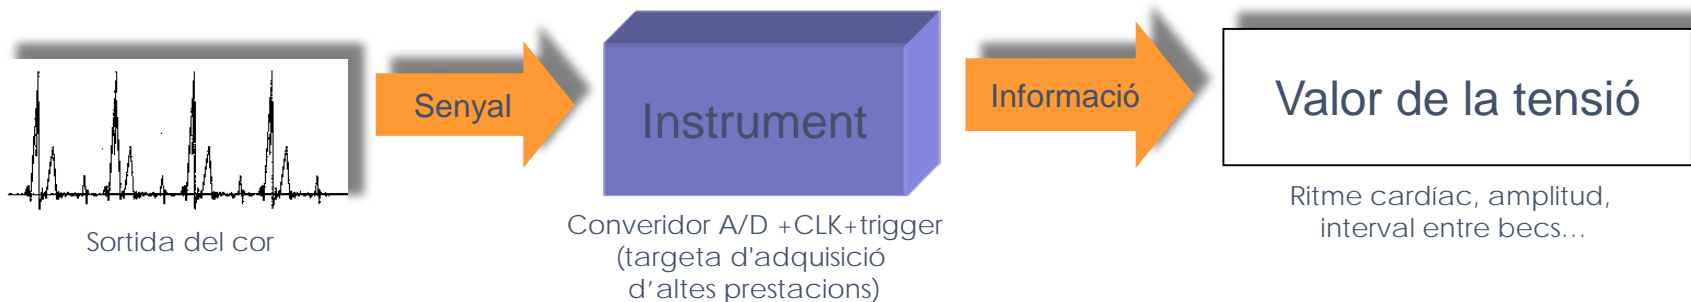 Sortida del cor
Senyal
Instrument
Converidor A/D +CLK+trigger
(targeta d'adquisició
d’altes prestacions)
Informació
Valor de la tensió
Ritme cardíac, amplitud,
interval entre becs…